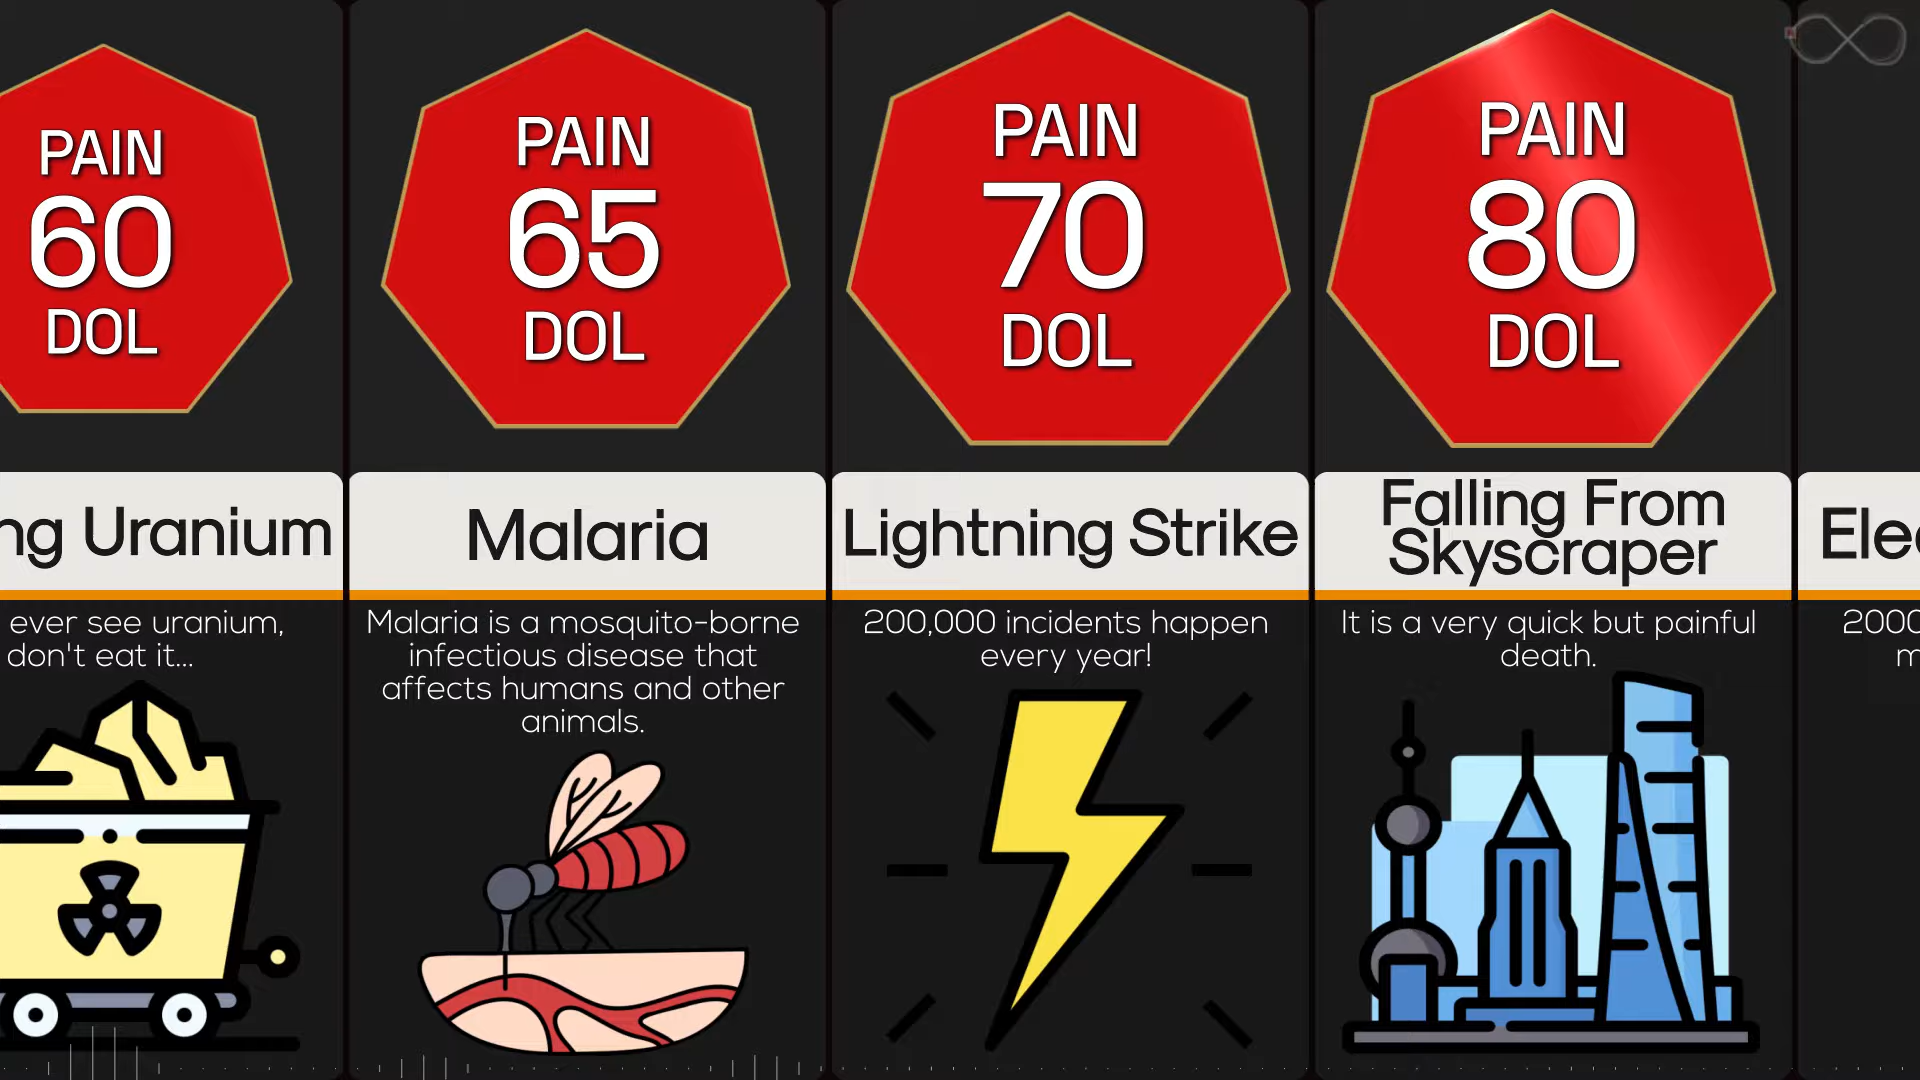 PAIN
60
DOL
ng Uranium
ever see uranium,
don't eat it...
PAIN
65
DOL
Malaria
Malaria is a mosquito-borne
infectious disease that
affects humans and other
animals.
PAIN
70
DOL
Lightning Strike
200,000 incidents happen
every year!
PAIN
80
DOL
Falling From
Skyscraper
It is a very quick but painful
death.
Ele
2000
m